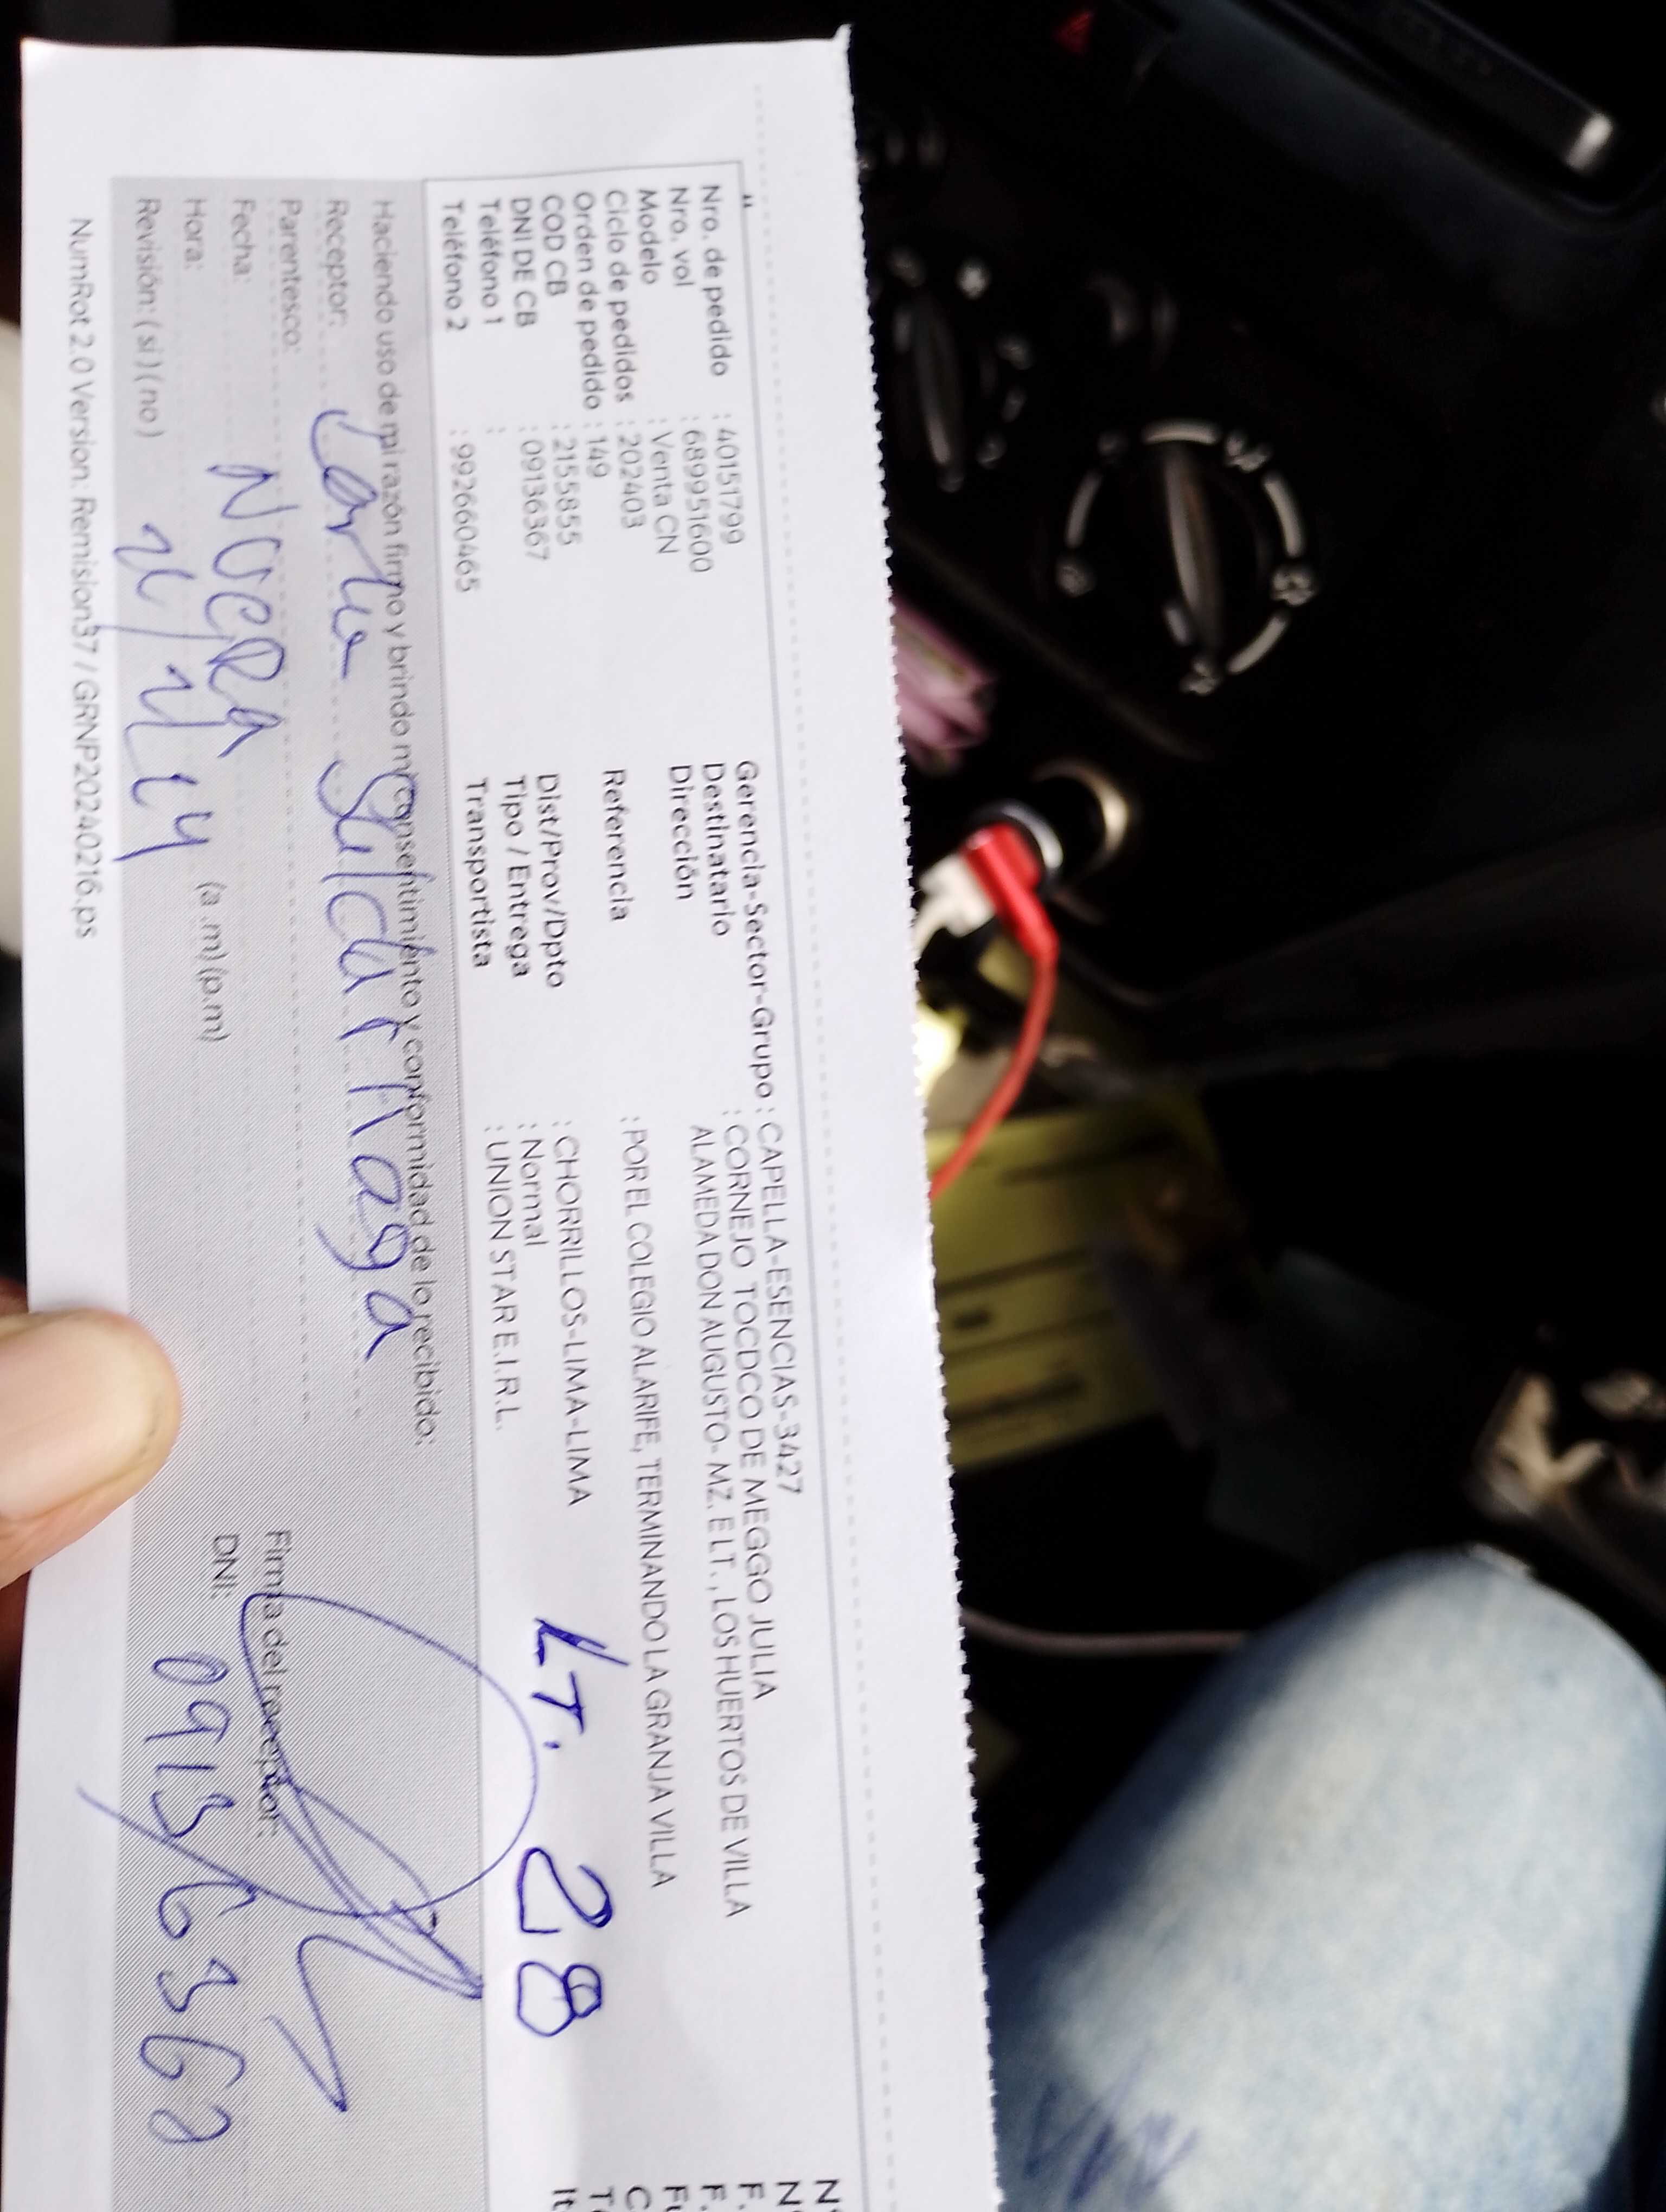 Nro. de pedido : 40151799
Nro. vol : 689951600
Modelo : Venta CN
Ciclo de pedidos : 202403
Orden de pedido : 149
COD CB : 2155855
DNI DE CB : 09136367
Teléfono 1 :
Teléfono 2 : 992660465
Gerencia-Sector-Grupo : CAPELLA-ESENCIAS-3427
Destinatario : CORNEJO TOCDCO DE MEGGO JULIA
Dirección : ALAMEDA DON AUGUSTO- MZ. E LT. , LOS HUERTOS DE VILLA
Referencia : POR EL COLEGIO ALARIFE, TERMINANDO LA GRANJA VILLA
Dist/Prov/Dpto : CHORRILLOS-LIMA-LIMA
Tipo / Entrega : Normal
Transportista : UNION STAR E.I.R.L.
LT. 28
Haciendo uso de mi razón firmo y brindo mi consentimiento y conformidad de lo recibido:
Receptor:
Parentesco:
Fecha: NUERA
Hora: (a.m) (p.m)
Revisión: ( si ) ( no )
Firma del receptor:
DNI:
NumRot 2.0 Version: Remision37 / GRNP20240216.ps